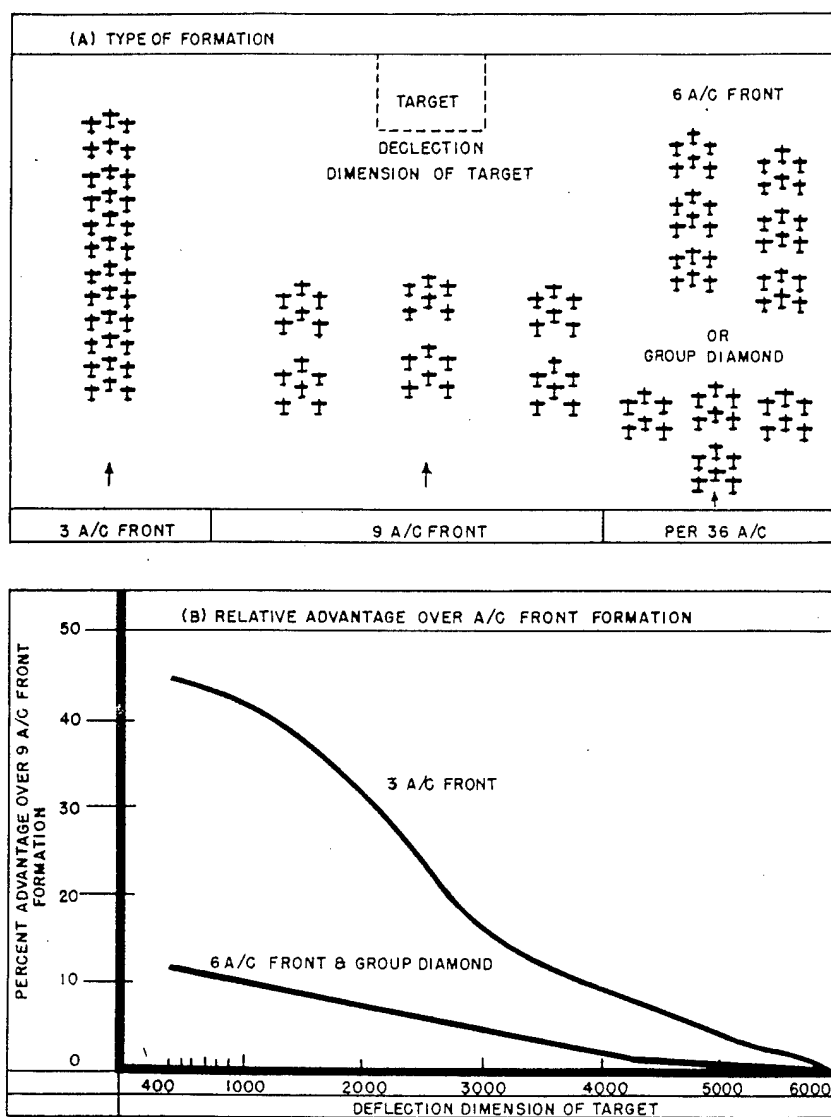 (A) TYPE OF FORMATION
TARGET
DECLECTION
DIMENSION OF TARGET
6 A/C FRONT
OR
GROUP DIAMOND
3 A/C FRONT
9 A/C FRONT
PER 36 A/C
(B) RELATIVE ADVANTAGE OVER A/C FRONT FORMATION
PERCENT ADVANTAGE OVER 9 A/C FRONT
FORMATION
50
40
30
20
10
0
3 A/C FRONT
6 A/C FRONT & GROUP DIAMOND
400 1000 2000 3000 4000 5000 6000
DEFLECTION DIMENSION OF TARGET